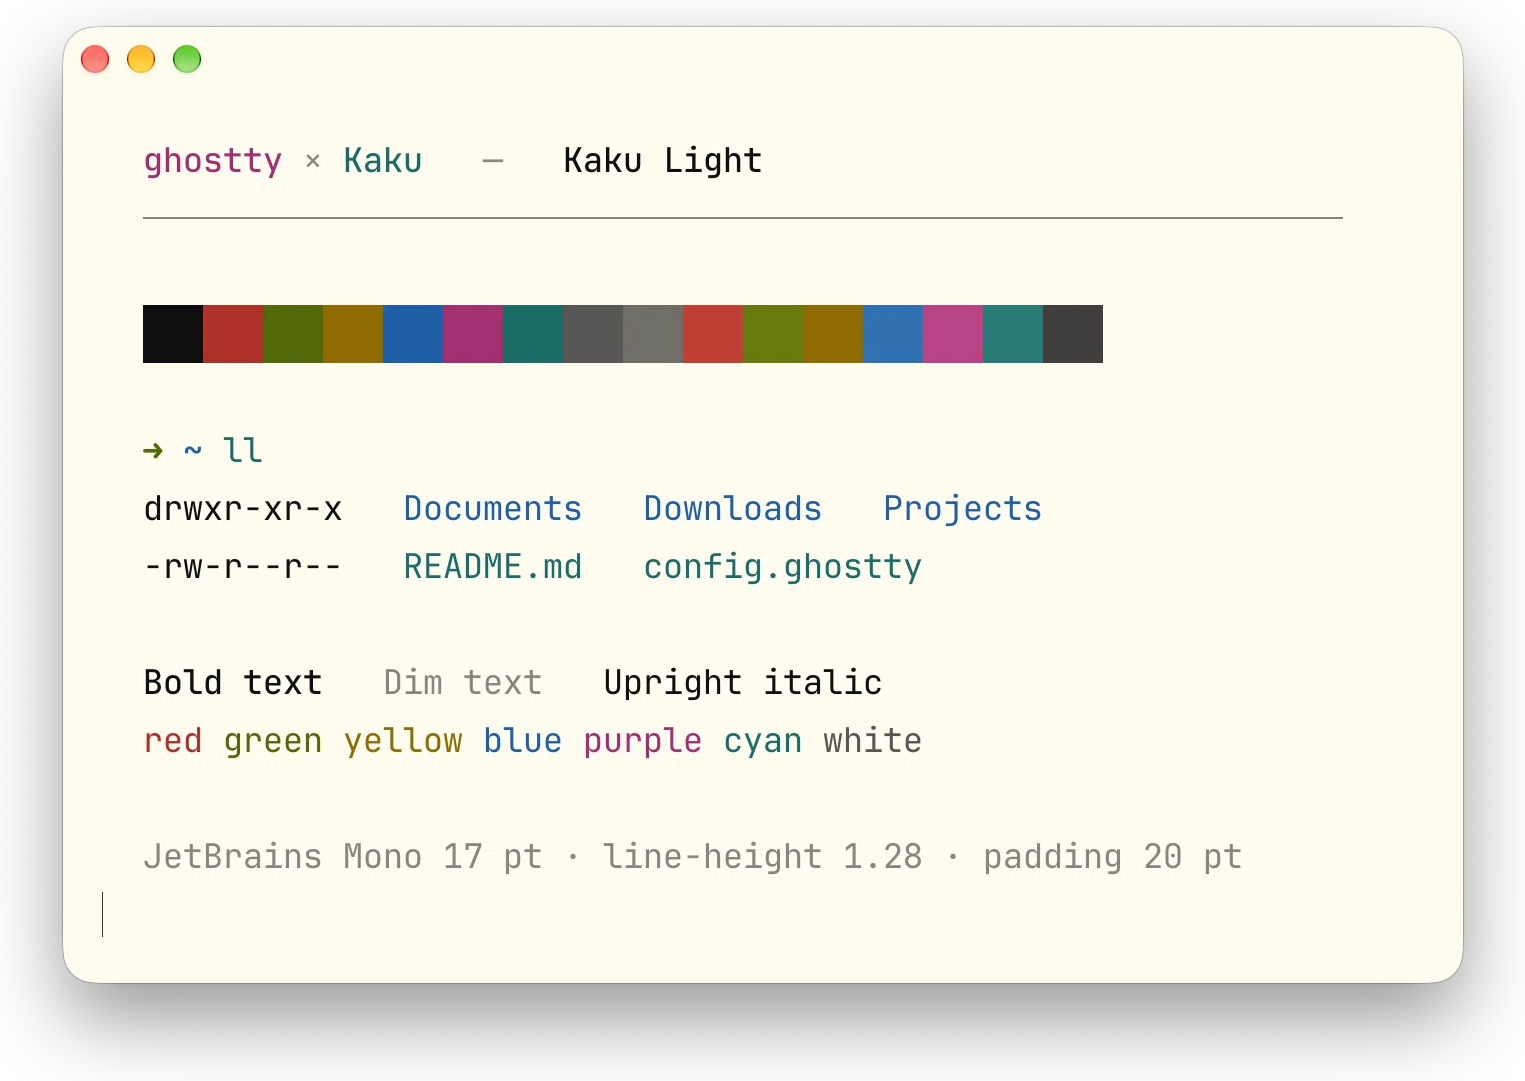 ghostty × Kaku — Kaku Light
➜ ~ ll
drwxr-xr-x Documents Downloads Projects
-rw-r--r-- README.md config.ghostty
Bold text Dim text Upright italic
red green yellow blue purple cyan white
JetBrains Mono 17 pt · line-height 1.28 · padding 20 pt